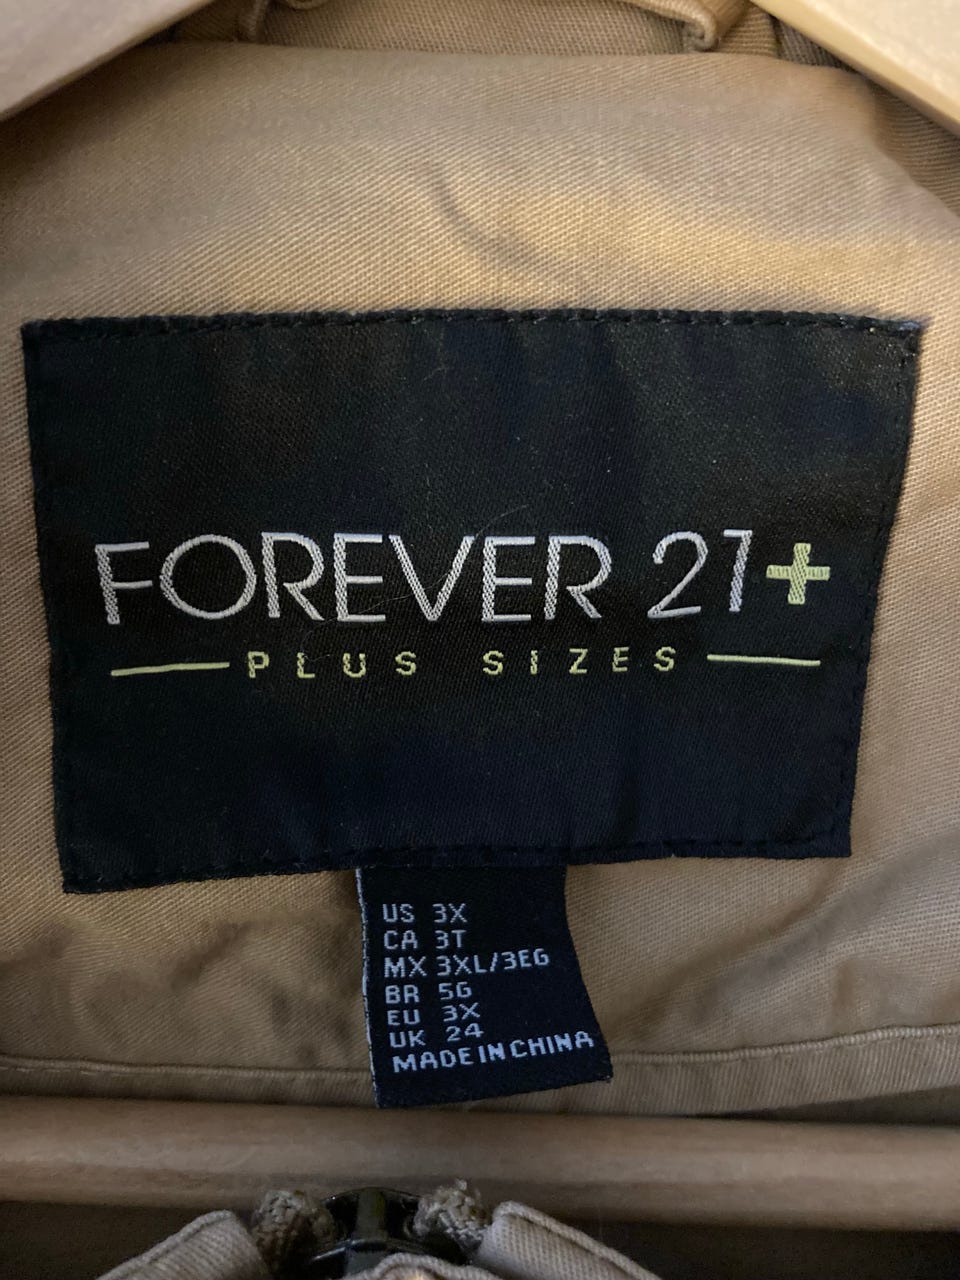 FOREVER 21+
PLUS SIZES
US 3X
CA 3T
MX 3XL/3EG
BR 5G
EU 3X
UK 24
MADE IN CHINA